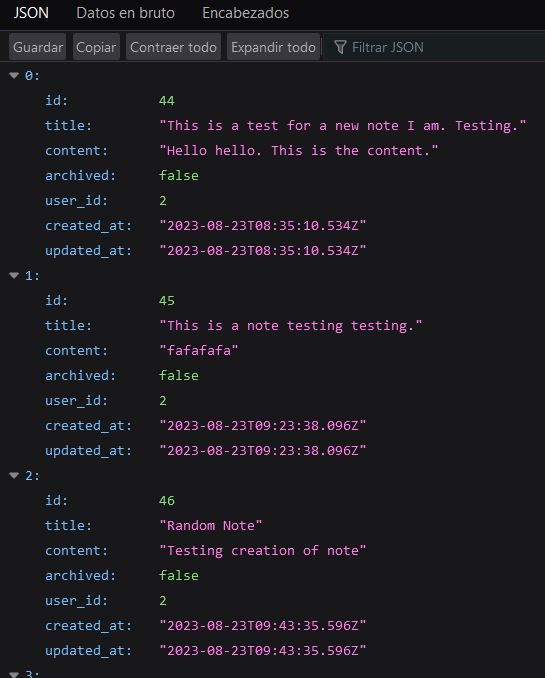 JSON Datos en bruto Encabezados
Guardar Copiar Contraer todo Expandir todo Filtrar JSON
0:
id: 44
title: "This is a test for a new note I am. Testing."
content: "Hello hello. This is the content."
archived: false
user_id: 2
created_at: "2023-08-23T08:35:10.534Z"
updated_at: "2023-08-23T08:35:10.534Z"
1:
id: 45
title: "This is a note testing testing."
content: "fafafafa"
archived: false
user_id: 2
created_at: "2023-08-23T09:23:38.096Z"
updated_at: "2023-08-23T09:23:38.096Z"
2:
id: 46
title: "Random Note"
content: "Testing creation of note"
archived: false
user_id: 2
created_at: "2023-08-23T09:43:35.596Z"
updated_at: "2023-08-23T09:43:35.596Z"
3: